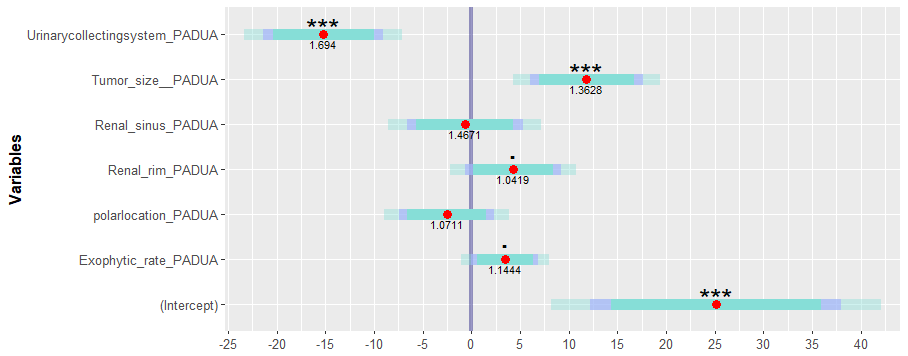 ***
Urinarycollectingsystem_PADUA
1.694
***
Tumor_size__PADUA
1.3628
Renal_sinus_PADUA
1.4671
.
Renal_rim_PADUA
1.0419
polarlocation_PADUA
1.0711
.
Exophytic_rate_PADUA
1.1444
***
(Intercept)
Variables
-25 -20 -15 -10 -5 0 5 10 15 20 25 30 35 40